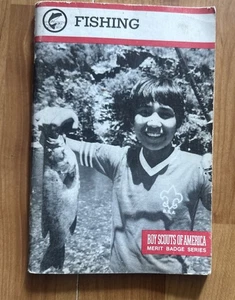 FISHING
BOY SCOUTS OF AMERICA
MERIT BADGE SERIES